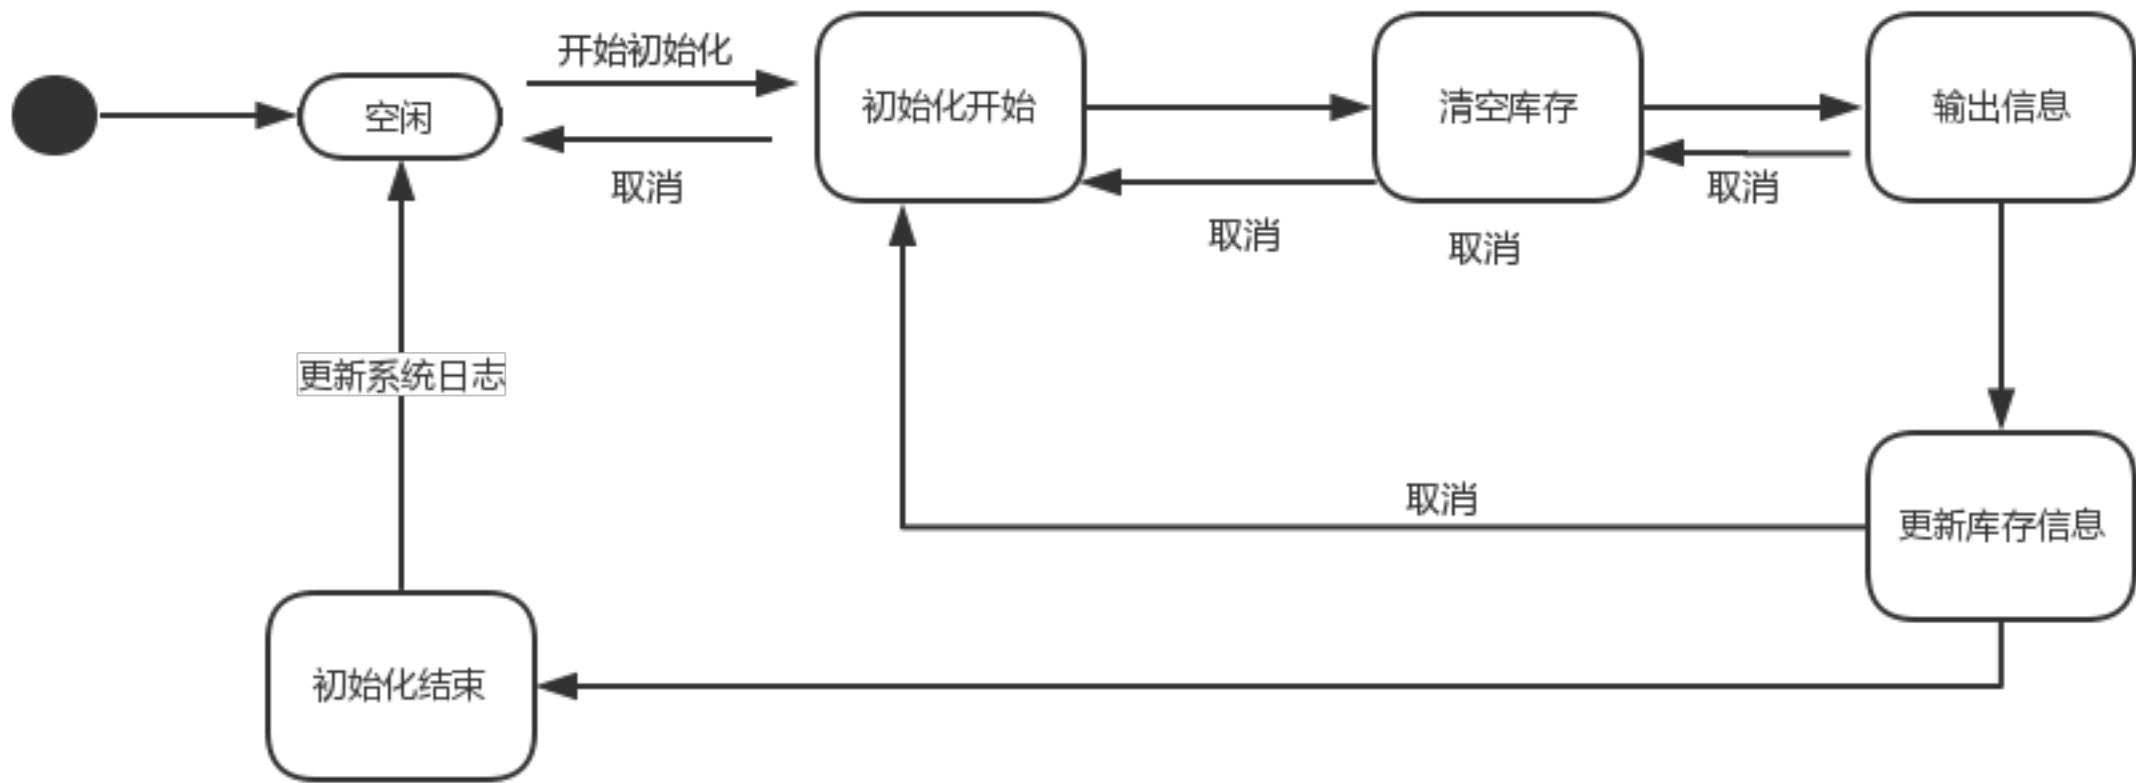 开始初始化
空闲
初始化开始
清空库存
输出信息
取消
取消
取消
取消
更新系统日志
取消
更新库存信息
初始化结束